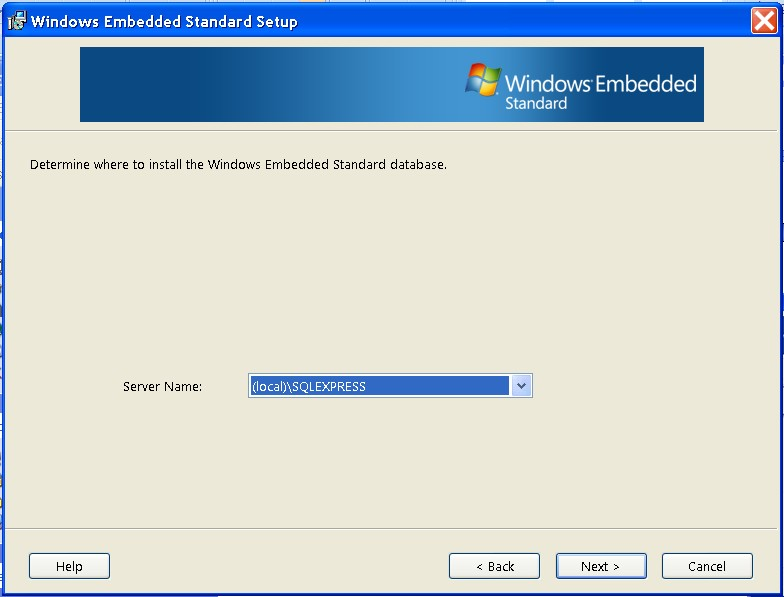 Windows Embedded Standard Setup
Windows Embedded
Standard
Determine where to install the Windows Embedded Standard database.
Server Name:
(local)\SQLEXPRESS
Help
< Back
Next >
Cancel